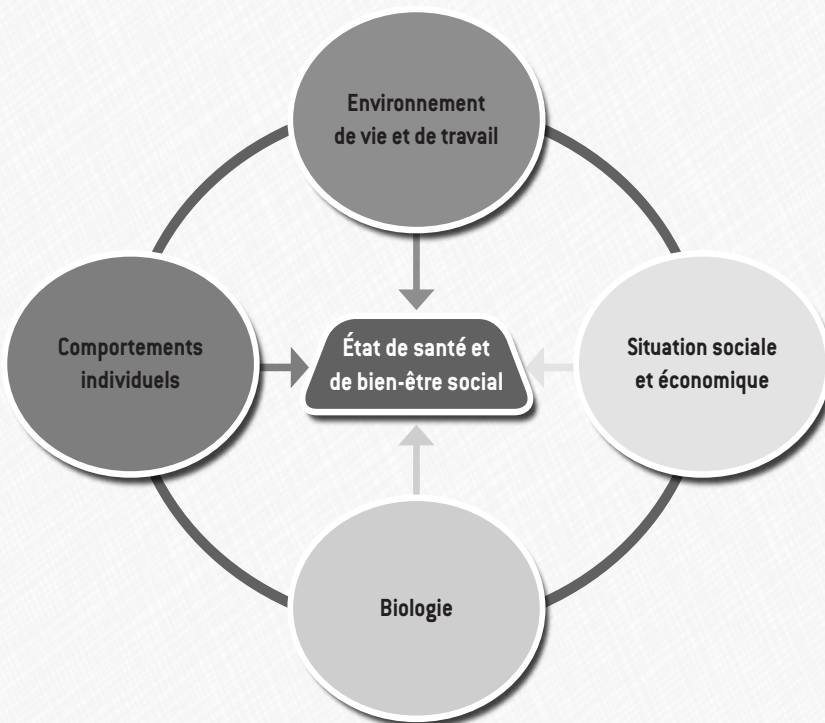 Environnement
de vie et de travail
Comportements
individuels
État de santé et
de bien-être social
Situation sociale
et économique
Biologie